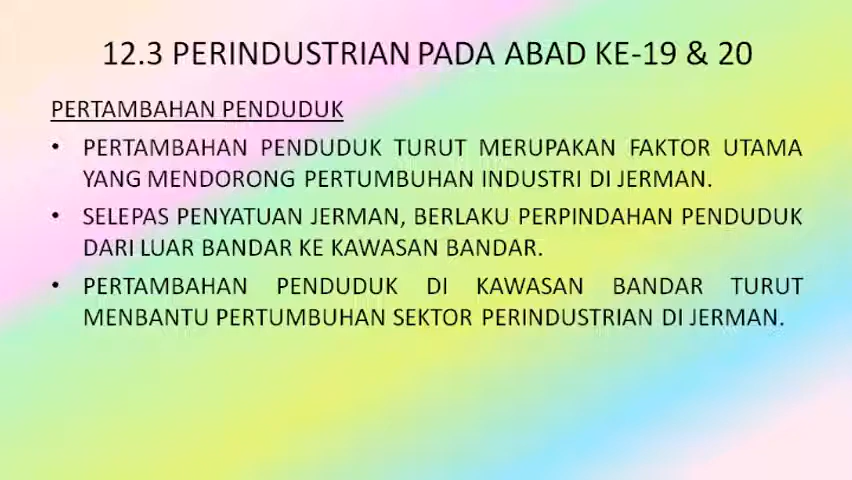 12.3 PERINDUSTRIAN PADA ABAD KE-19 & 20
PERTAMBAHAN PENDUDUK
• PERTAMBAHAN PENDUDUK TURUT MERUPAKAN FAKTOR UTAMA
YANG MENDORONG PERTUMBUHAN INDUSTRI DI JERMAN.
• SELEPAS PENYATUAN JERMAN, BERLAKU PERPINDAHAN PENDUDUK
DARI LUAR BANDAR KE KAWASAN BANDAR.
• PERTAMBAHAN PENDUDUK DI KAWASAN BANDAR TURUT
MENBANTU PERTUMBUHAN SEKTOR PERINDUSTRIAN DI JERMAN.